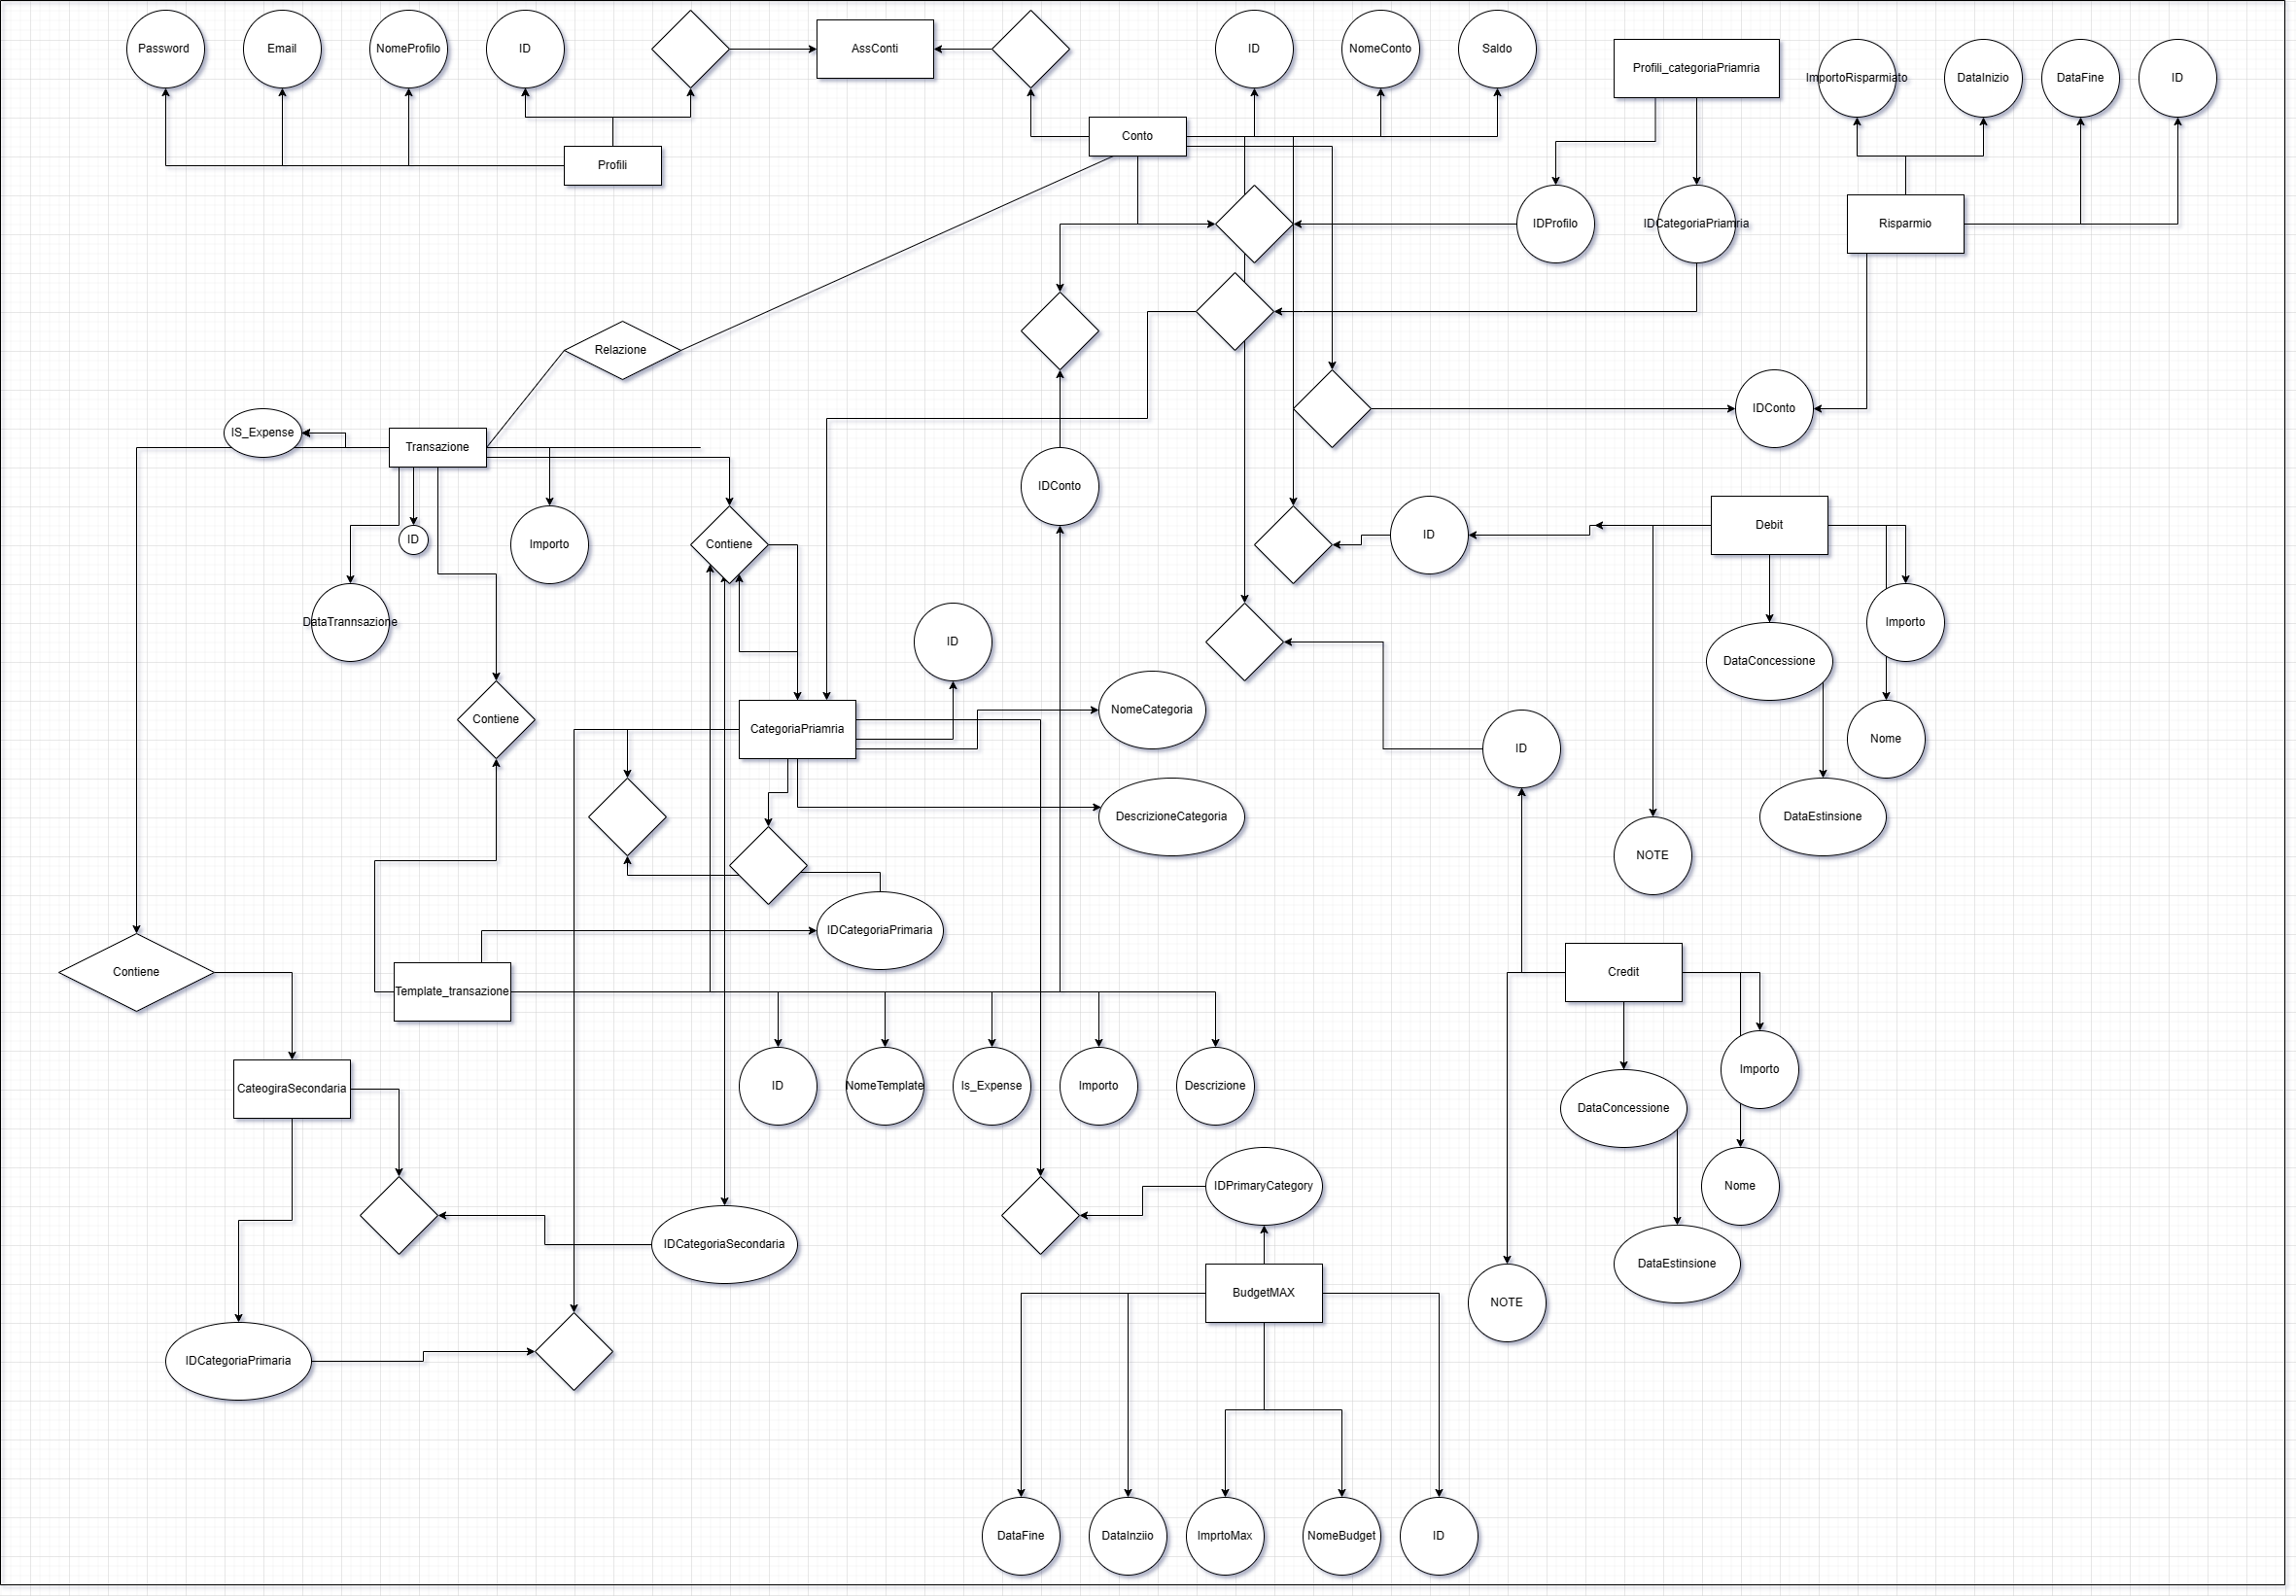 Password
Email
NomeProfilo
ID
AssConti
ID
NomeConto
Saldo
Profili_categoriaPriamria
ImportoRisparmiato
DataInizio
DataFine
ID
Conto
Profili
IDProfilo
IDCategoriaPriamria
Risparmio
Relazione
IDConto
IS_Expense
Transazione
IDConto
ID
Importo
Contiene
ID
Debit
DataTrannsazione
ID
DataConcessione
Importo
Contiene
CategoriaPriamria
NomeCategoria
ID
Nome
DescrizioneCategoria
DataEstinsione
NOTE
IDCategoriaPrimaria
Contiene
Template_transazione
Credit
CateogiraSecondaria
ID
NomeTemplate
Is_Expense
Importo
Descrizione
Importo
DataConcessione
IDPrimaryCategory
Nome
IDCategoriaSecondaria
DataEstinsione
BudgetMAX
NOTE
IDCategoriaPrimaria
DataFine
DataInziio
ImprtoMax
NomeBudget
ID